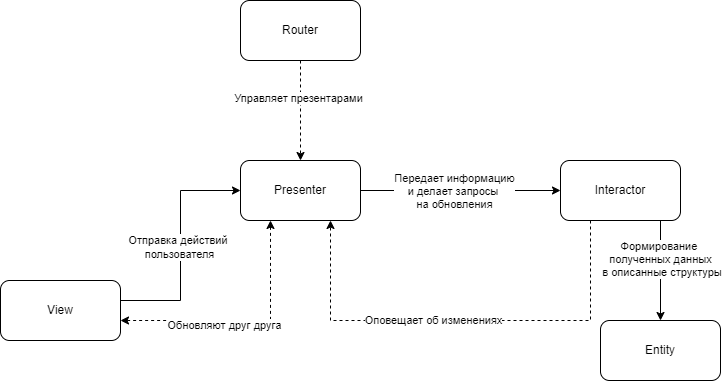 Router
Управляет презентарами
Presenter
Передает информацию
и делает запросы
на обновления
Interactor
Отправка действий
пользователя
Формирование
полученных данных
в описанные структуры
View
Обновляют друг друга
Оповещает об изменениях
Entity